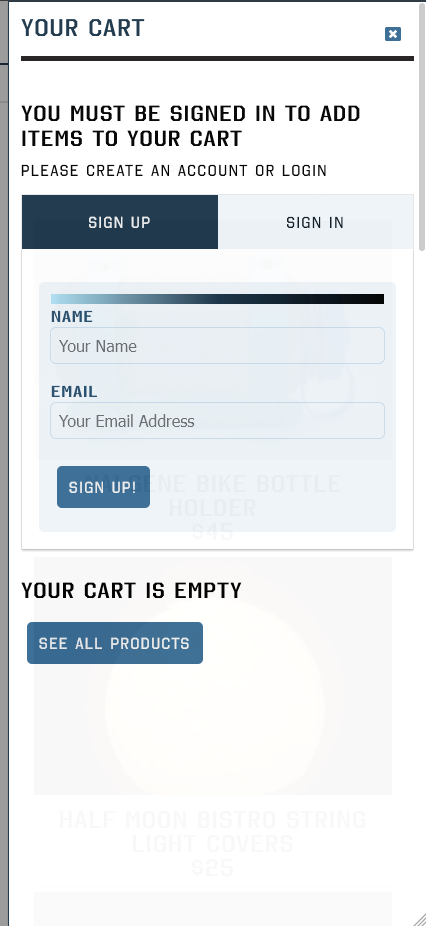 YOUR CART
YOU MUST BE SIGNED IN TO ADD
ITEMS TO YOUR CART
PLEASE CREATE AN ACCOUNT OR LOGIN
SIGN UP
SIGN IN
NAME
Your Name
EMAIL
Your Email Address
SIGN UP!
BIKE BOTTLE
HOLDER
$45
YOUR CART IS EMPTY
SEE ALL PRODUCTS
HALF MOON BISTRO STRING
LIGHT COVERS
$25